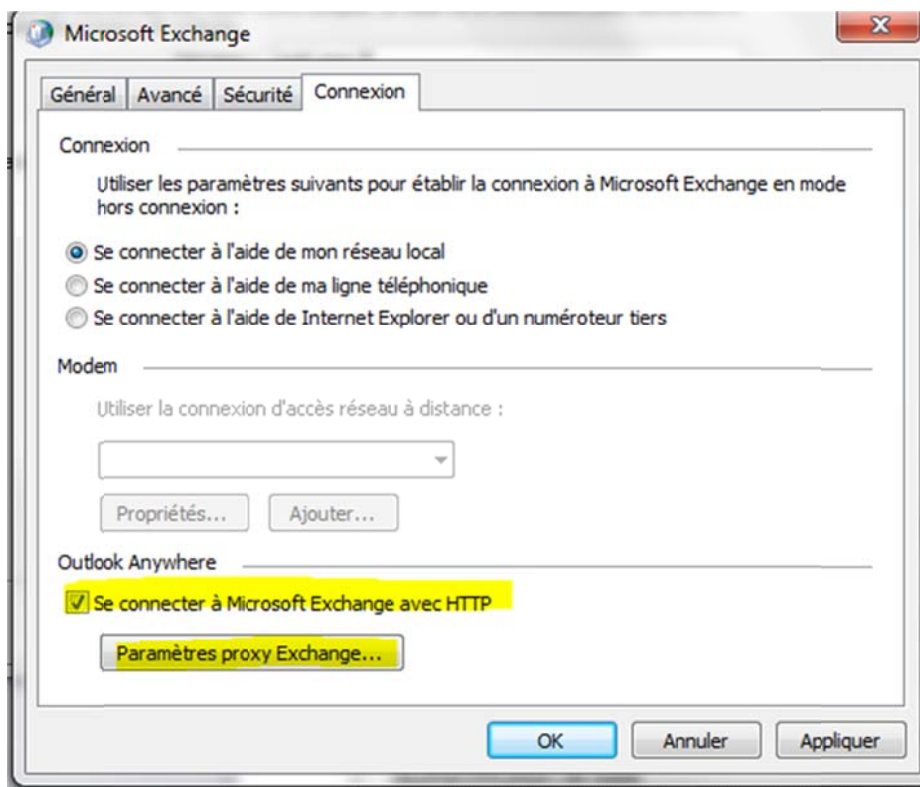 Microsoft Exchange
Général
Avancé
Sécurité
Connexion
Connexion
Utiliser les paramètres suivants pour établir la connexion à Microsoft Exchange en mode
hors connexion :
Se connecter à l'aide de mon réseau local
Se connecter à l'aide de ma ligne téléphonique
Se connecter à l'aide de Internet Explorer ou d'un numéroteur tiers
Modem
Utiliser la connexion d'accès réseau à distance :
Propriétés...
Ajouter...
Outlook Anywhere
Se connecter à Microsoft Exchange avec HTTP
Paramètres proxy Exchange...
OK
Annuler
Appliquer